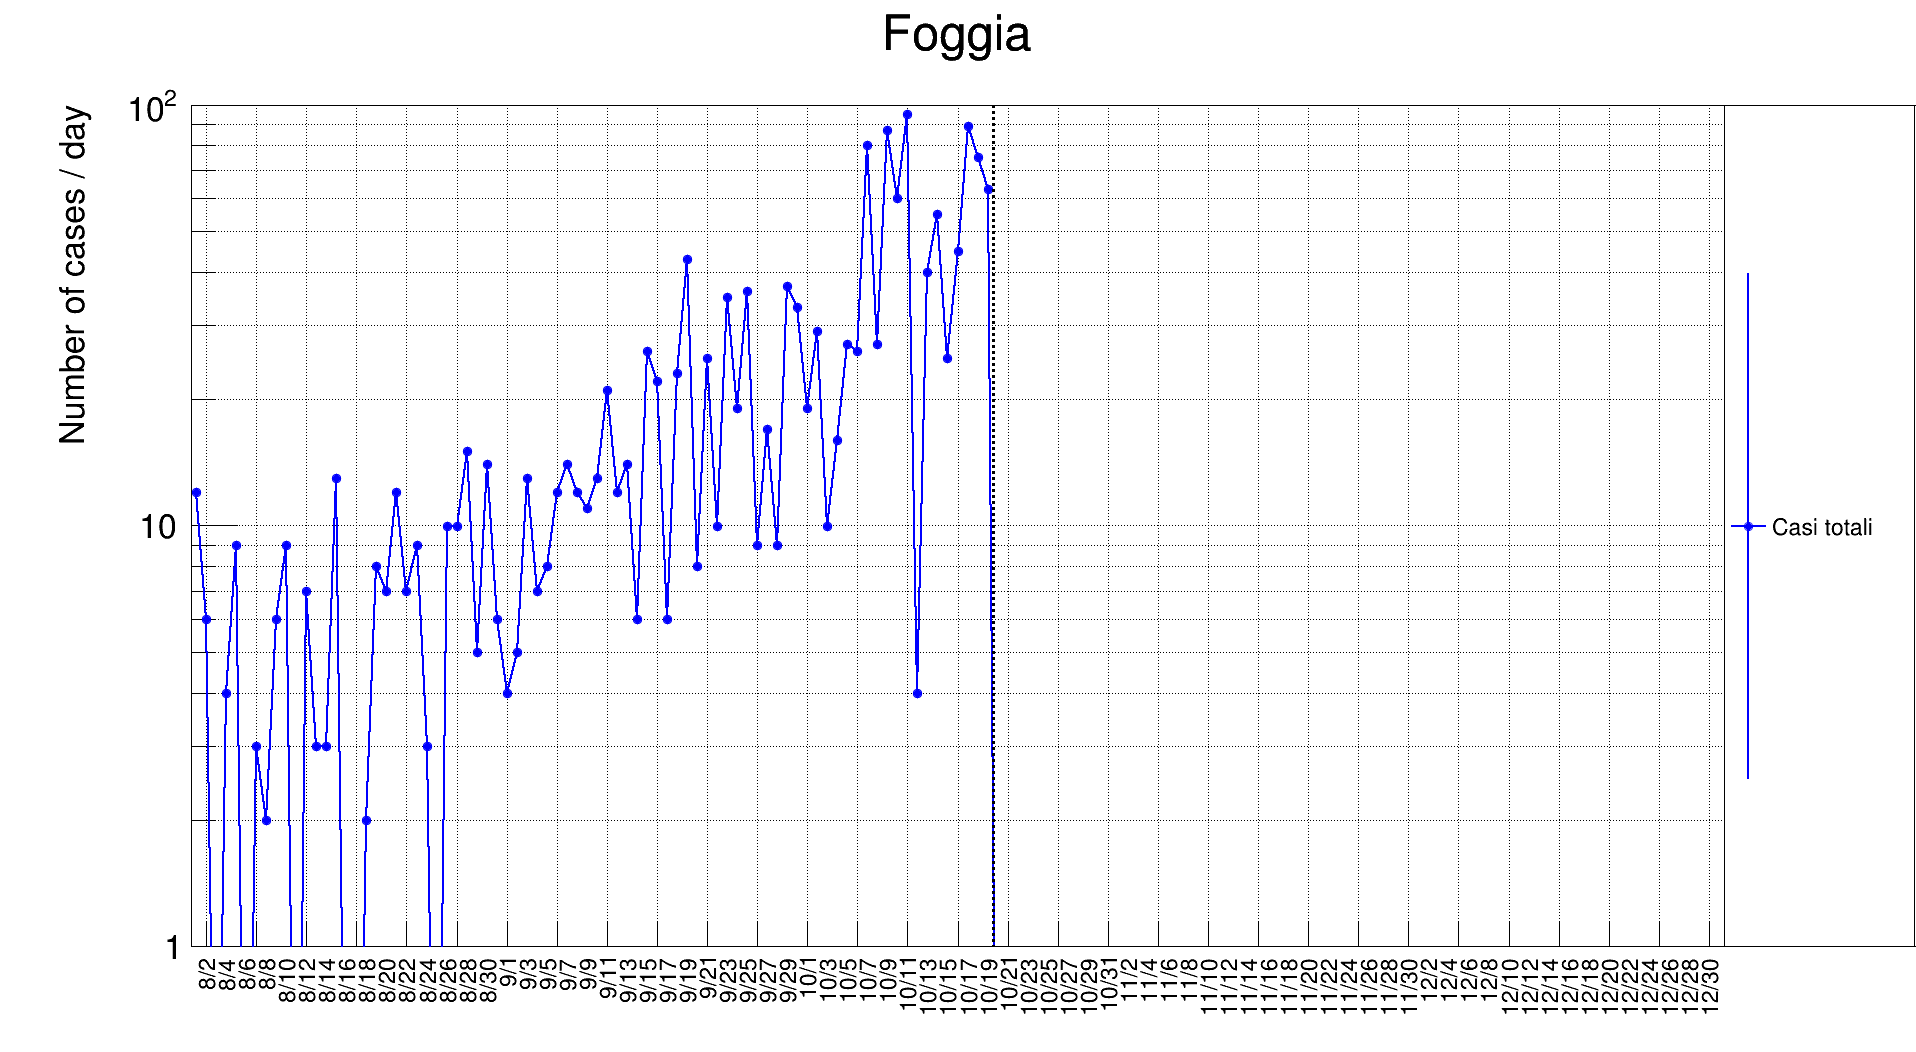 Foggia
Number of cases / day
10²
10
1
Casi totali
8/2 8/4 8/6 8/8 8/10 8/12 8/14 8/16 8/18 8/20 8/22 8/24 8/26 8/28 8/30 9/1 9/3 9/5 9/7 9/9 9/11 9/13 9/15 9/17 9/19 9/21 9/23 9/25 9/27 9/29 10/1 10/3 10/5 10/7 10/9 10/11 10/13 10/15 10/17 10/19 10/21 10/23 10/25 10/27 10/29 10/31 11/2 11/4 11/6 11/8 11/10 11/12 11/14 11/16 11/18 11/20 11/22 11/24 11/26 11/28 11/30 12/2 12/4 12/6 12/8 12/10 12/12 12/14 12/16 12/18 12/20 12/22 12/24 12/26 12/28 12/30